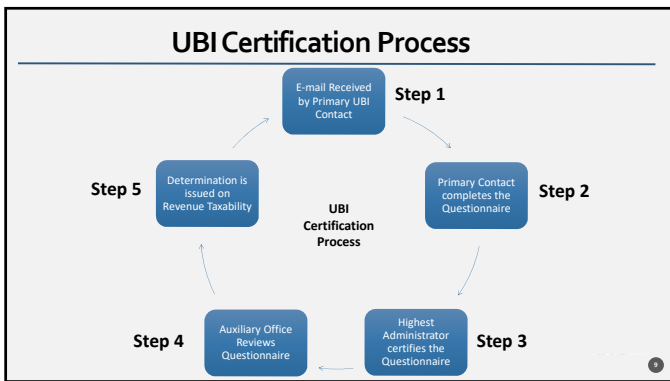 UBI Certification Process
E-mail Received
by Primary UBI
Contact
Step 1
Primary Contact
completes the
Questionnaire
Step 2
Highest
Administrator
certifies the
Questionnaire
Step 3
Step 4
Auxiliary Office
Reviews
Questionnaire
Step 5
Determination is
issued on
Revenue Taxability
UBI
Certification
Process
9